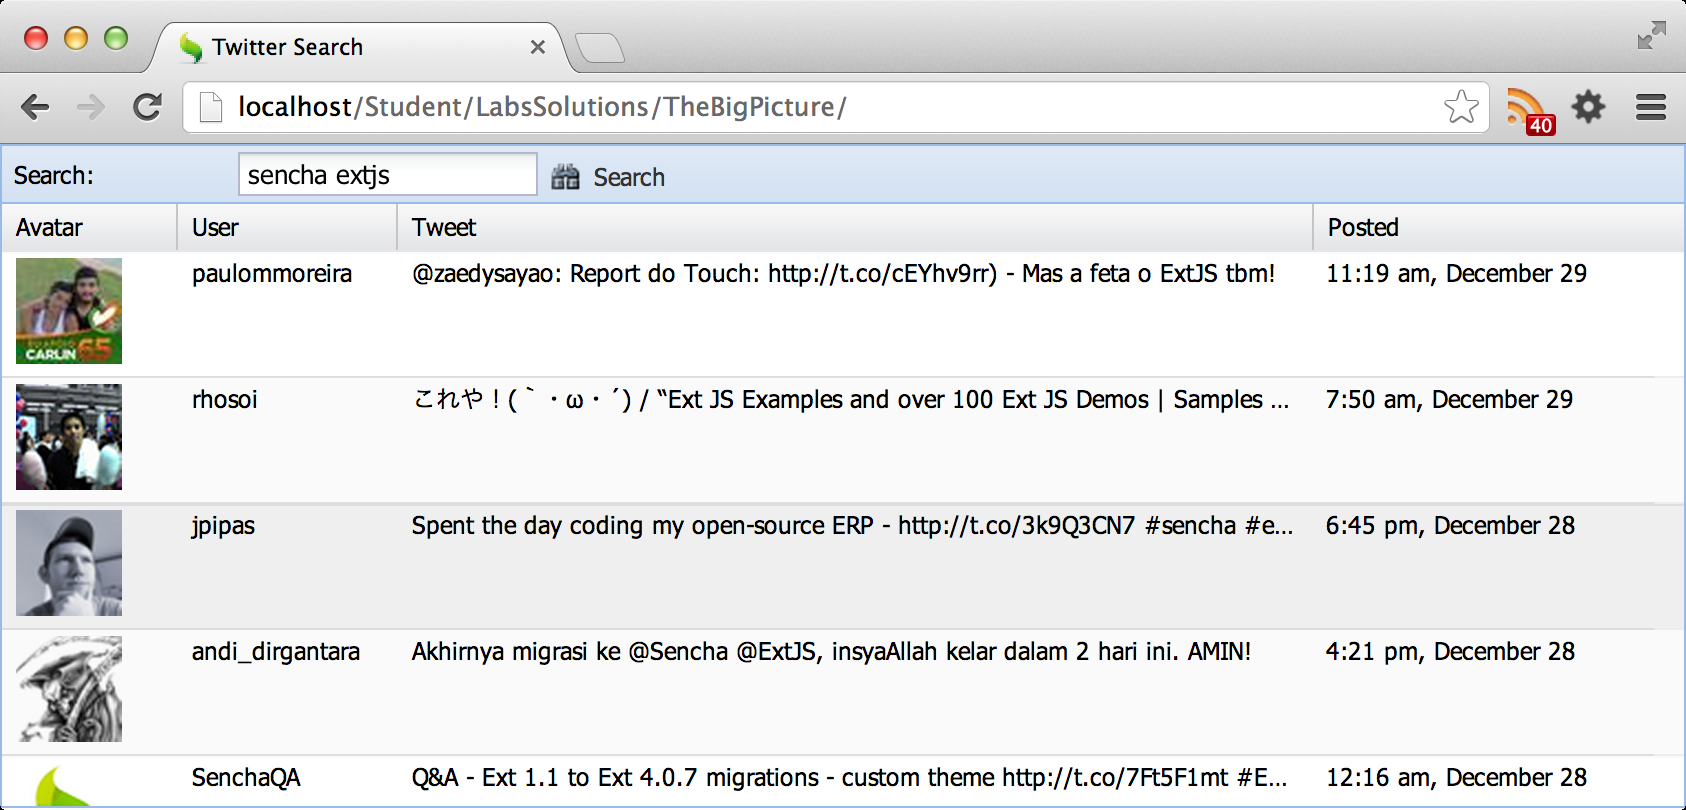 Twitter Search
localhost/Student/LabsSolutions/TheBigPicture/
40
Search: sencha extjs Search
Avatar User Tweet Posted
paulommoreira @zaedysayao: Report do Touch: http://t.co/cEYhv9rr) - Mas a feta o ExtJS tbm! 11:19 am, December 29
CARLIN 65
rhosoi これや！(｀・ω・´) / “Ext JS Examples and over 100 Ext JS Demos | Samples ... 7:50 am, December 29
jpipas Spent the day coding my open-source ERP - http://t.co/3k9Q3CN7 #sencha #e... 6:45 pm, December 28
andi_dirgantara Akhirnya migrasi ke @Sencha @ExtJS, insyaAllah kelar dalam 2 hari ini. AMIN! 4:21 pm, December 28
SenchaQA Q&A - Ext 1.1 to Ext 4.0.7 migrations - custom theme http://t.co/7Ft5F1mt #E... 12:16 am, December 28